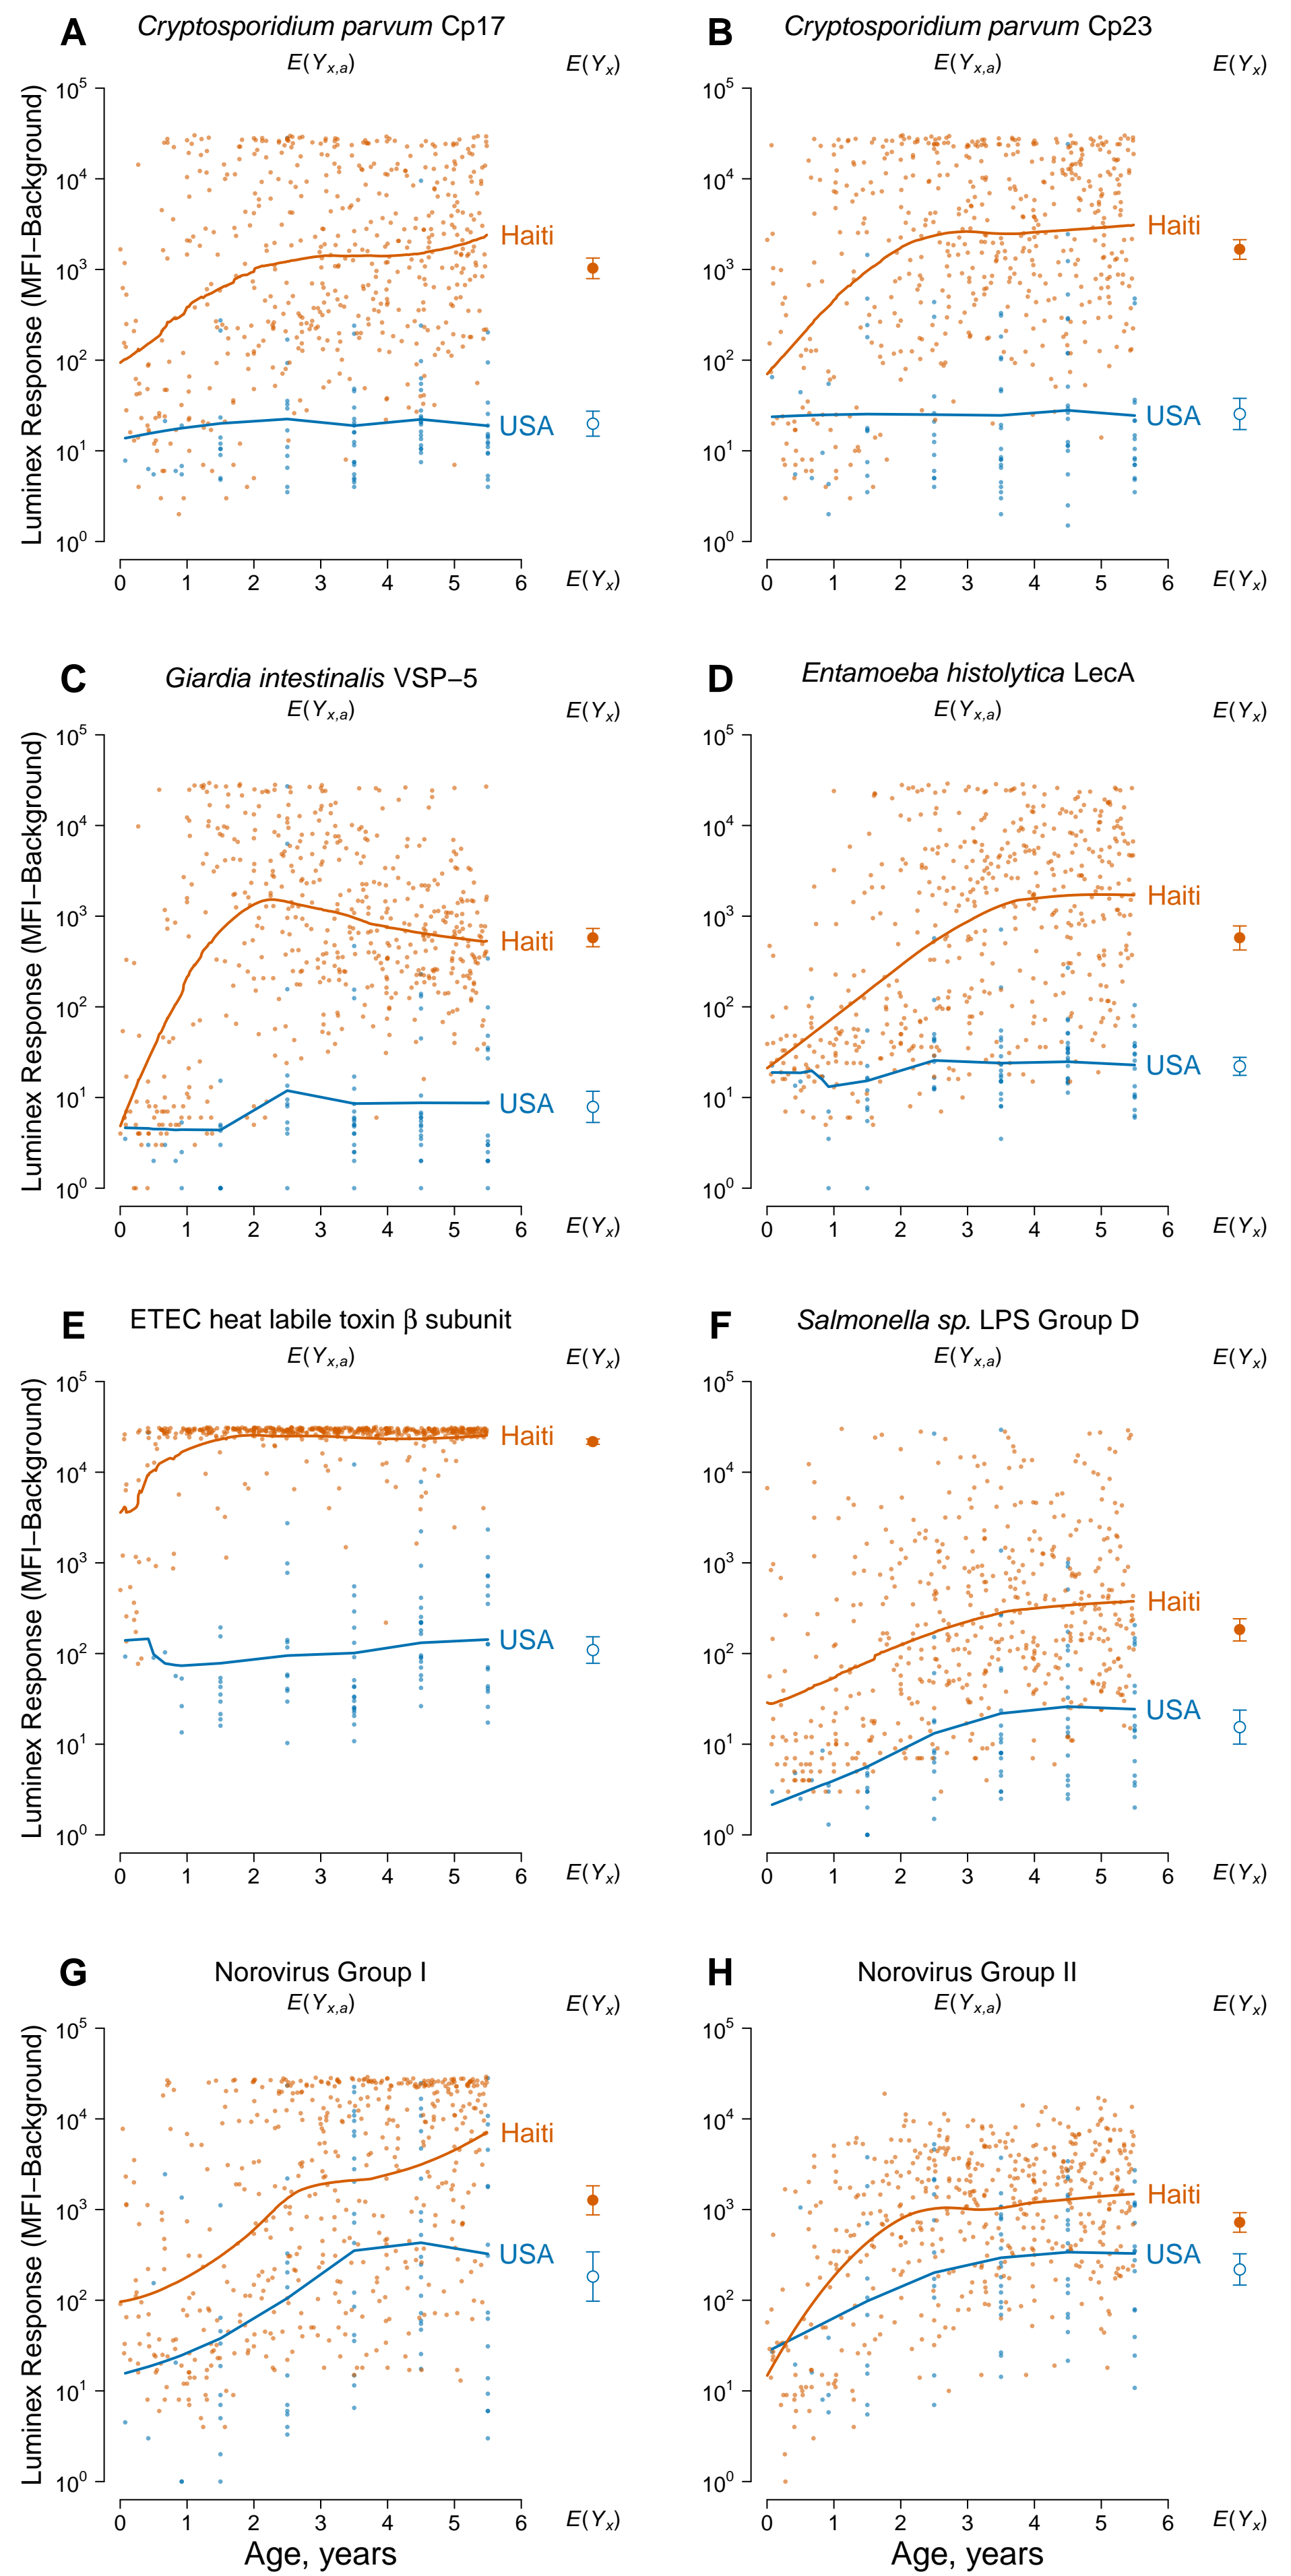 A Cryptosporidium parvum Cp17
E(Yx,a) E(Yx)
Luminex Response (MFI−Background)
10^5
10^4
10^3
10^2
10^1
10^0
Haiti
USA
0 1 2 3 4 5 6 E(Yx)
B Cryptosporidium parvum Cp23
E(Yx,a) E(Yx)
10^5
10^4
10^3
10^2
10^1
10^0
Haiti
USA
0 1 2 3 4 5 6 E(Yx)
C Giardia intestinalis VSP−5
E(Yx,a) E(Yx)
Luminex Response (MFI−Background)
10^5
10^4
10^3
10^2
10^1
10^0
Haiti
USA
0 1 2 3 4 5 6 E(Yx)
D Entamoeba histolytica LecA
E(Yx,a) E(Yx)
10^5
10^4
10^3
10^2
10^1
10^0
Haiti
USA
0 1 2 3 4 5 6 E(Yx)
E ETEC heat labile toxin β subunit
E(Yx,a) E(Yx)
Luminex Response (MFI−Background)
10^5
10^4
10^3
10^2
10^1
10^0
Haiti
USA
0 1 2 3 4 5 6 E(Yx)
F Salmonella sp. LPS Group D
E(Yx,a) E(Yx)
10^5
10^4
10^3
10^2
10^1
10^0
Haiti
USA
0 1 2 3 4 5 6 E(Yx)
G Norovirus Group I
E(Yx,a) E(Yx)
Luminex Response (MFI−Background)
10^5
10^4
10^3
10^2
10^1
10^0
Haiti
USA
0 1 2 3 4 5 6 E(Yx)
Age, years
H Norovirus Group II
E(Yx,a) E(Yx)
10^5
10^4
10^3
10^2
10^1
10^0
Haiti
USA
0 1 2 3 4 5 6 E(Yx)
Age, years